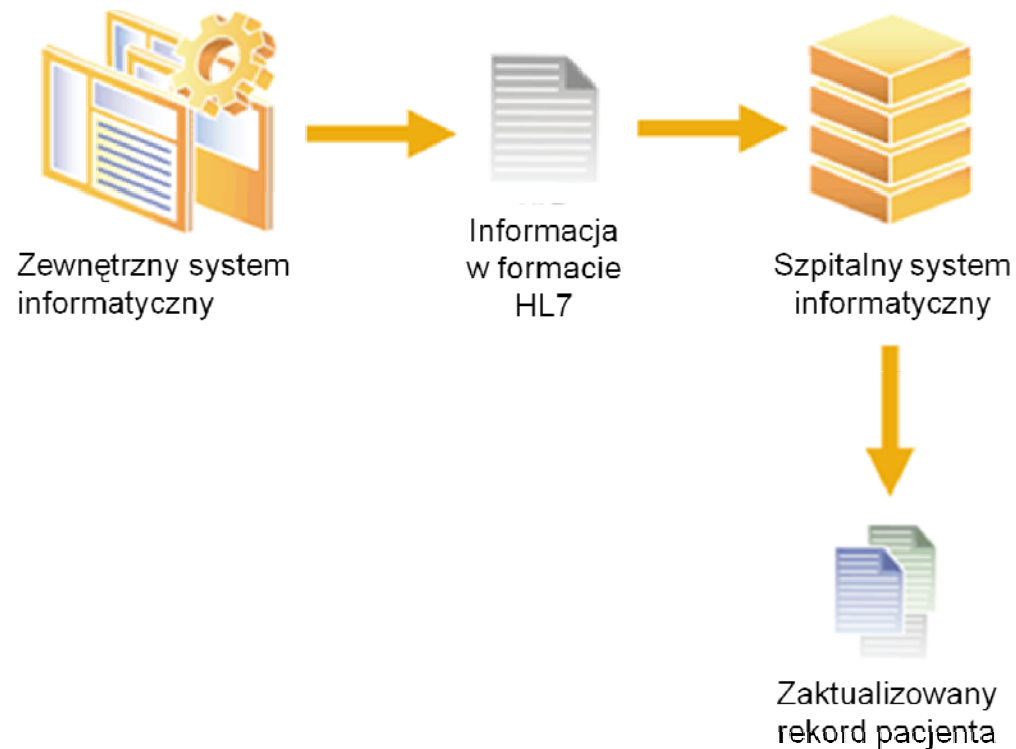 Zewnętrzny system
informatyczny
Informacja
w formacie
HL7
Szpitalny system
informatyczny
Zaktualizowany
rekord pacjenta